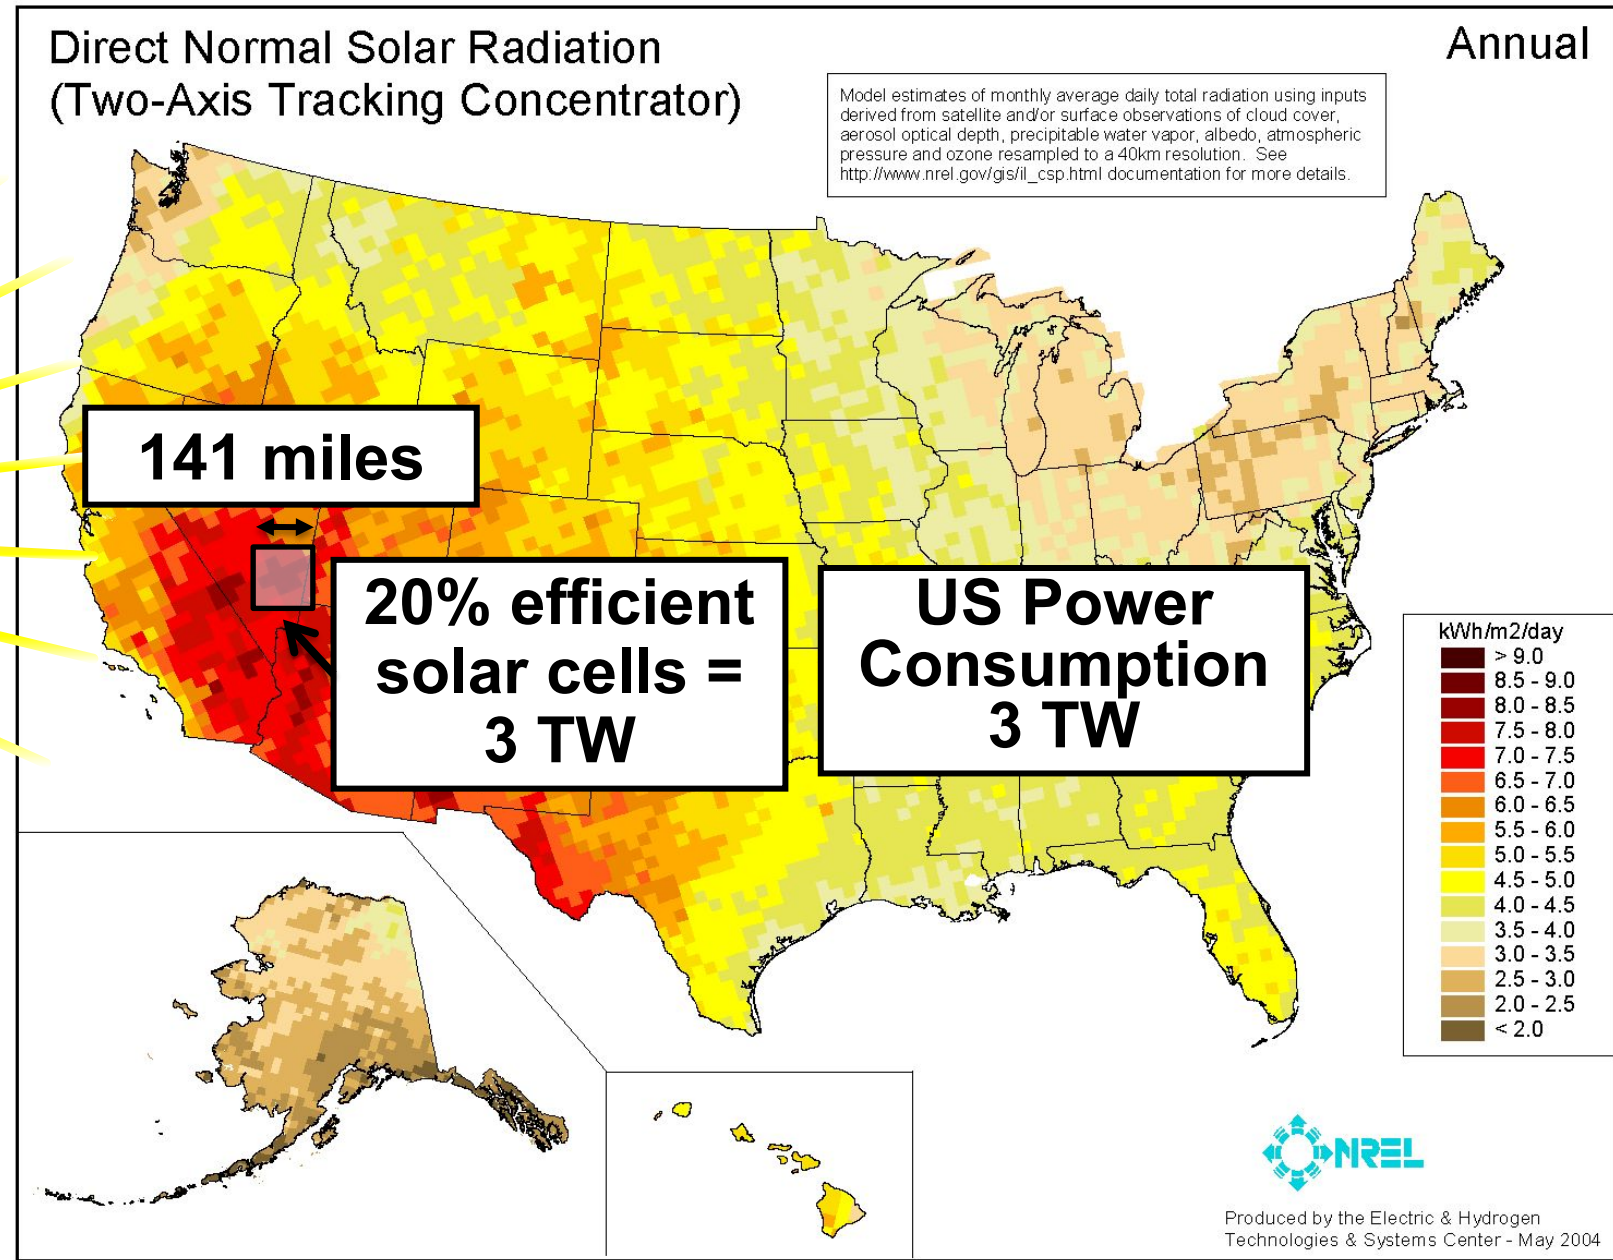 Direct Normal Solar Radiation
(Two-Axis Tracking Concentrator)
Annual
Model estimates of monthly average daily total radiation using inputs
derived from satellite and/or surface observations of cloud cover,
aerosol optical depth, precipitable water vapor, albedo, atmospheric
pressure and ozone resampled to a 40km resolution. See
http://www.nrel.gov/gis/il_csp.html documentation for more details.
141 miles
20% efficient
solar cells =
3 TW
US Power
Consumption
3 TW
kWh/m2/day
> 9.0
8.5 - 9.0
8.0 - 8.5
7.5 - 8.0
7.0 - 7.5
6.5 - 7.0
6.0 - 6.5
5.5 - 6.0
5.0 - 5.5
4.5 - 5.0
4.0 - 4.5
3.5 - 4.0
3.0 - 3.5
2.5 - 3.0
2.0 - 2.5
< 2.0
NREL
Produced by the Electric & Hydrogen
Technologies & Systems Center - May 2004